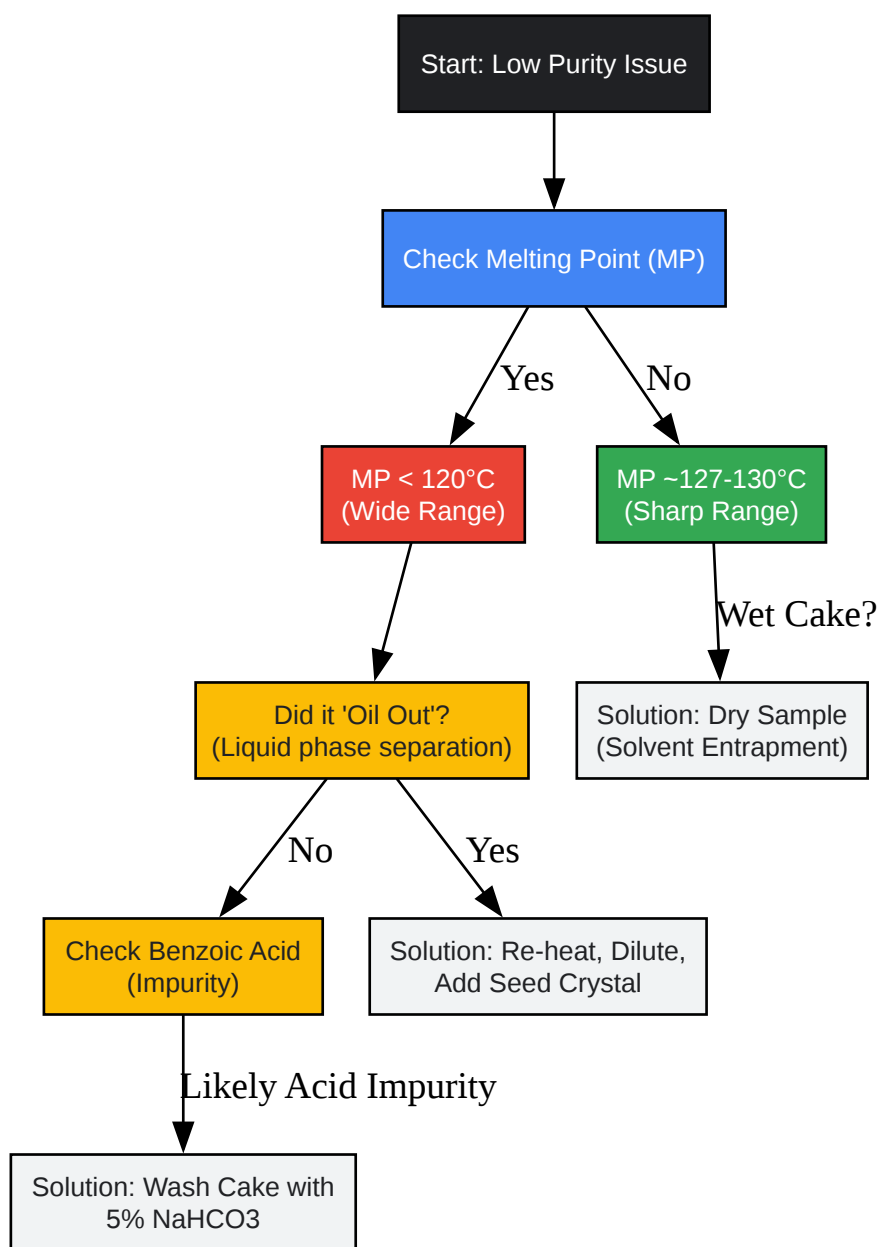 Start: Low Purity Issue
Check Melting Point (MP)
Yes
No
MP < 120°C
(Wide Range)
MP ~127-130°C
(Sharp Range)
Wet Cake?
Did it 'Oil Out'?
(Liquid phase separation)
Solution: Dry Sample
(Solvent Entrapment)
No
Yes
Check Benzoic Acid
(Impurity)
Solution: Re-heat, Dilute,
Add Seed Crystal
Likely Acid Impurity
Solution: Wash Cake with
5% NaHCO3